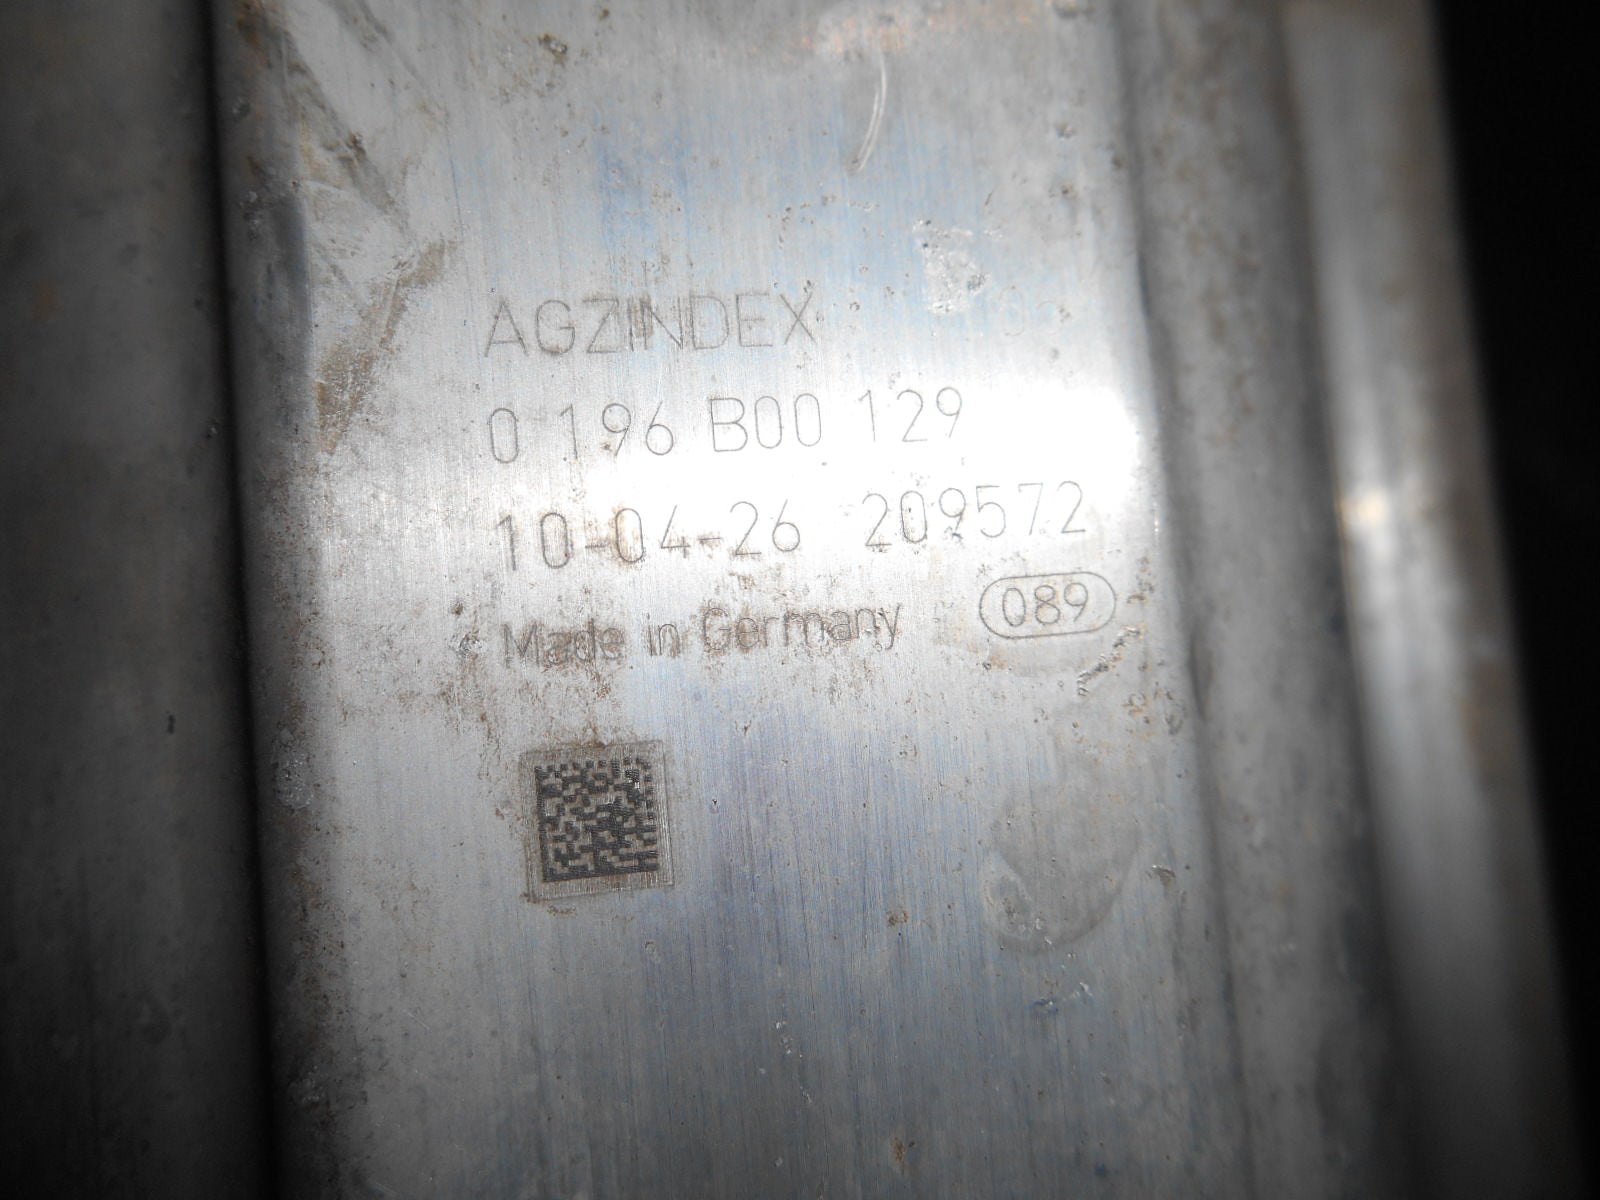 AGZINDEX
0 196 B00 129
10-04-26 209572
Made in Germany 089